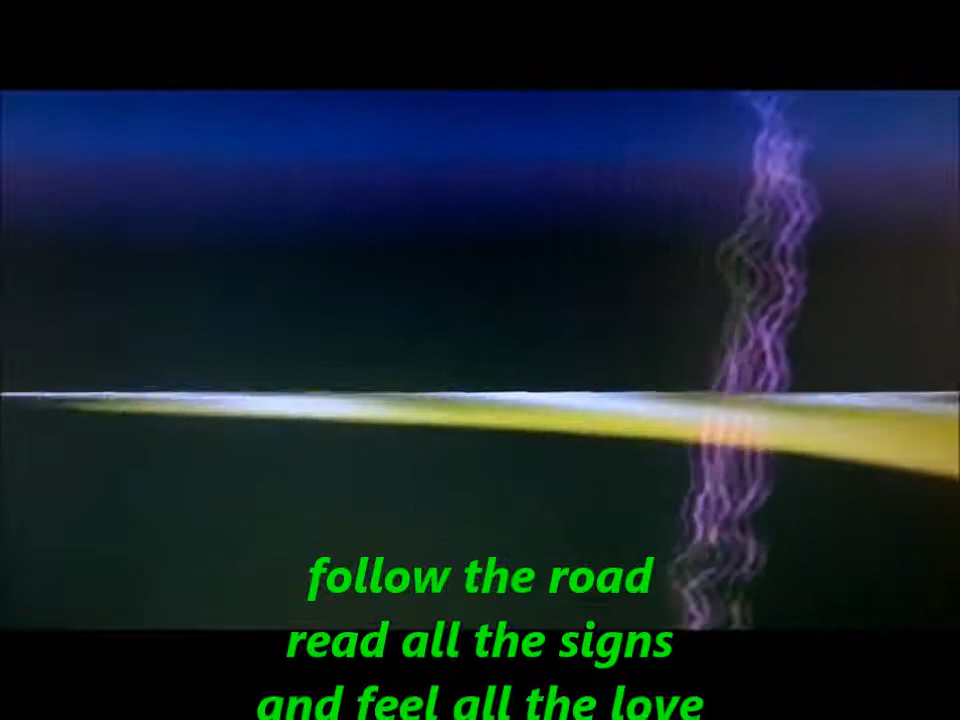 follow the road
read all the signs
and feel all the love